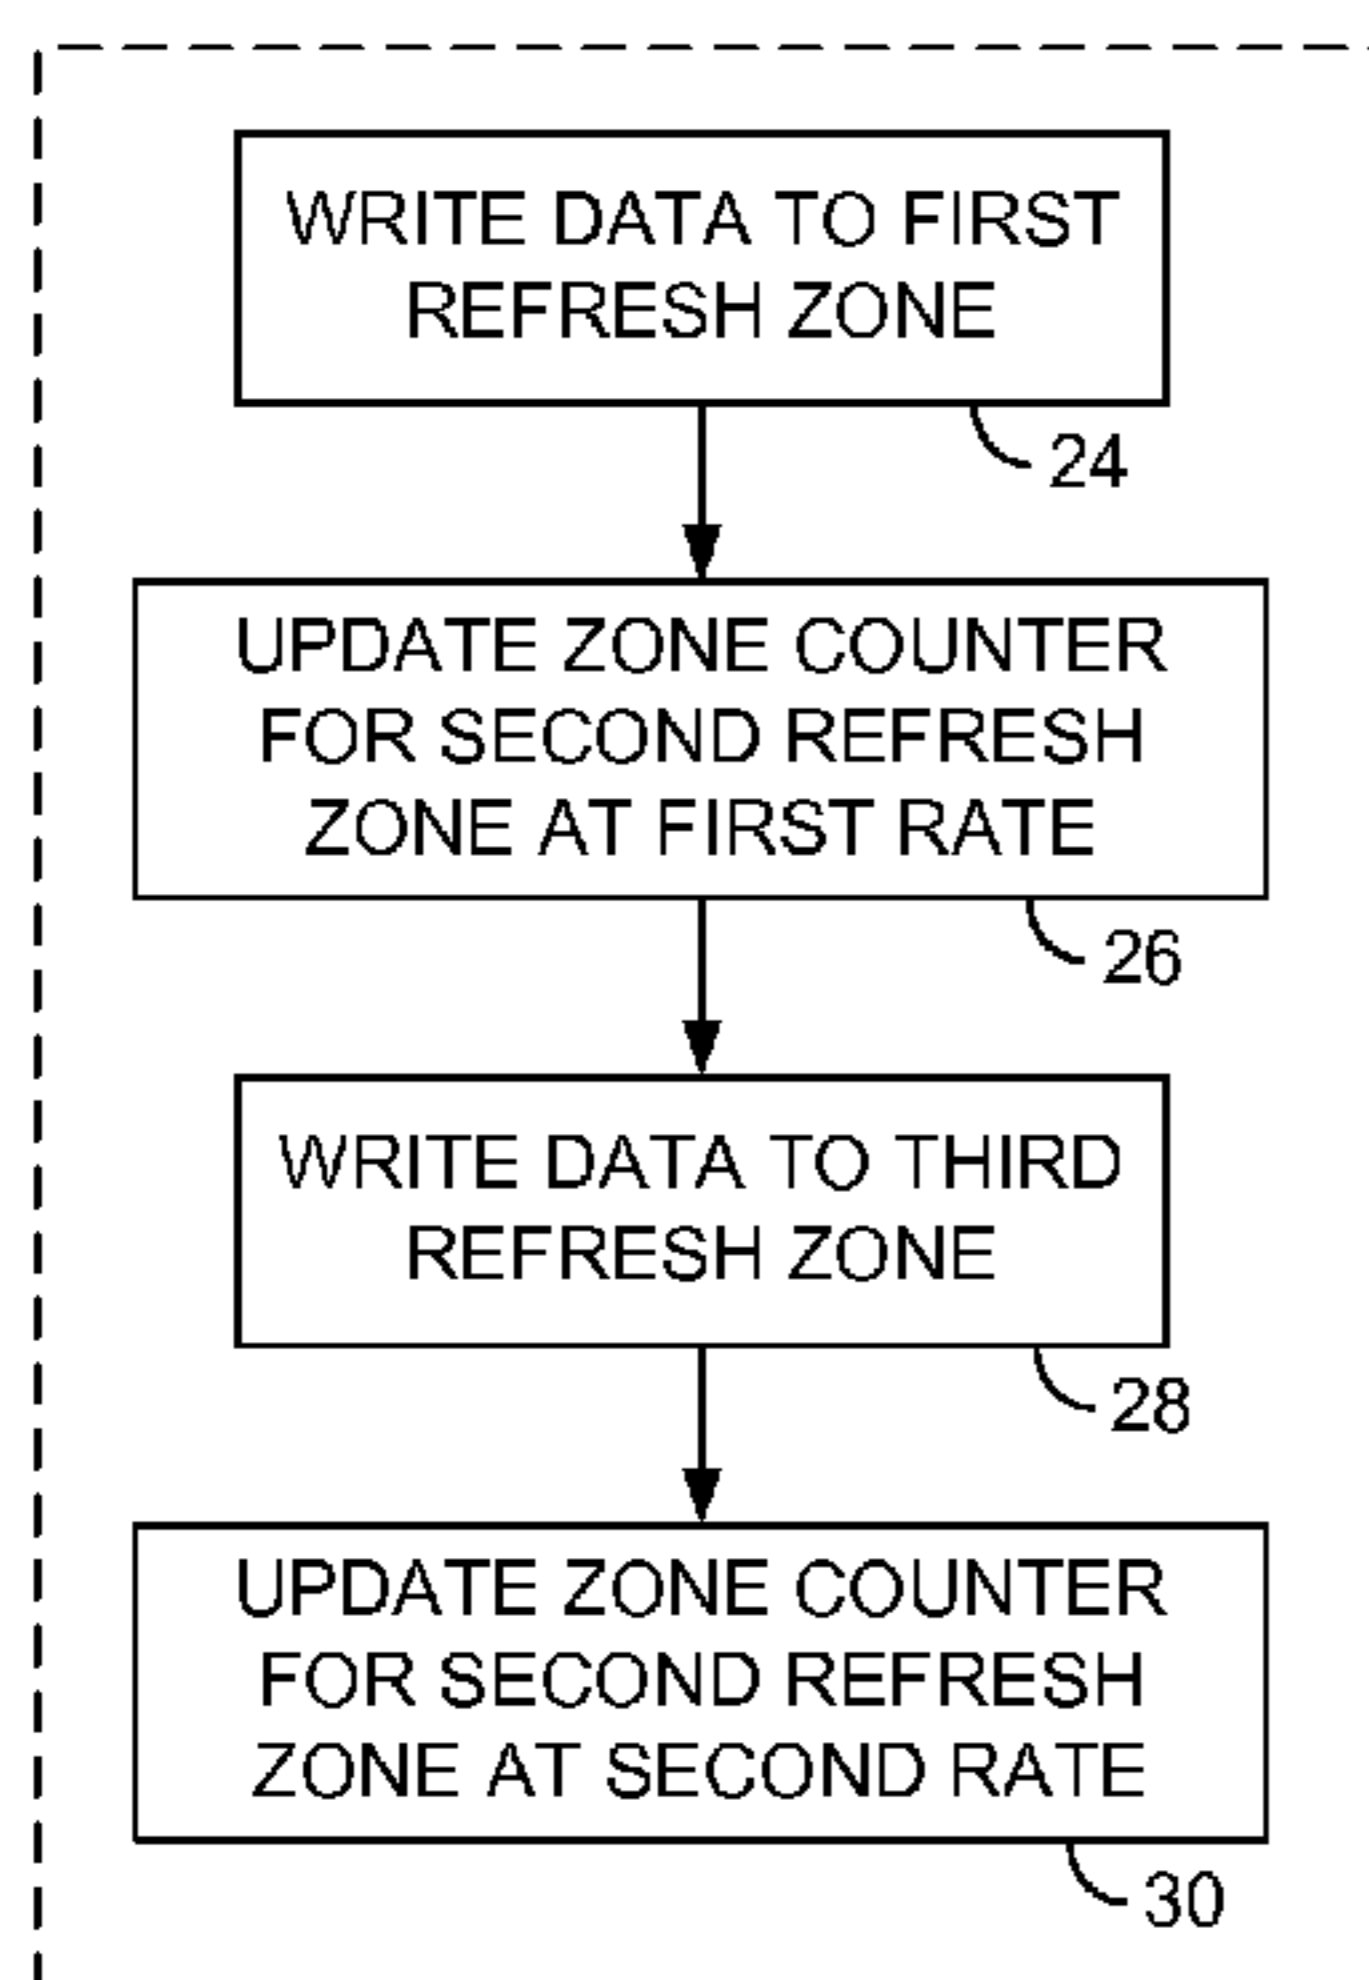 WRITE DATA TO FIRST
REFRESH ZONE
24
UPDATE ZONE COUNTER
FOR SECOND REFRESH
ZONE AT FIRST RATE
26
WRITE DATA TO THIRD
REFRESH ZONE
28
UPDATE ZONE COUNTER
FOR SECOND REFRESH
ZONE AT SECOND RATE
30